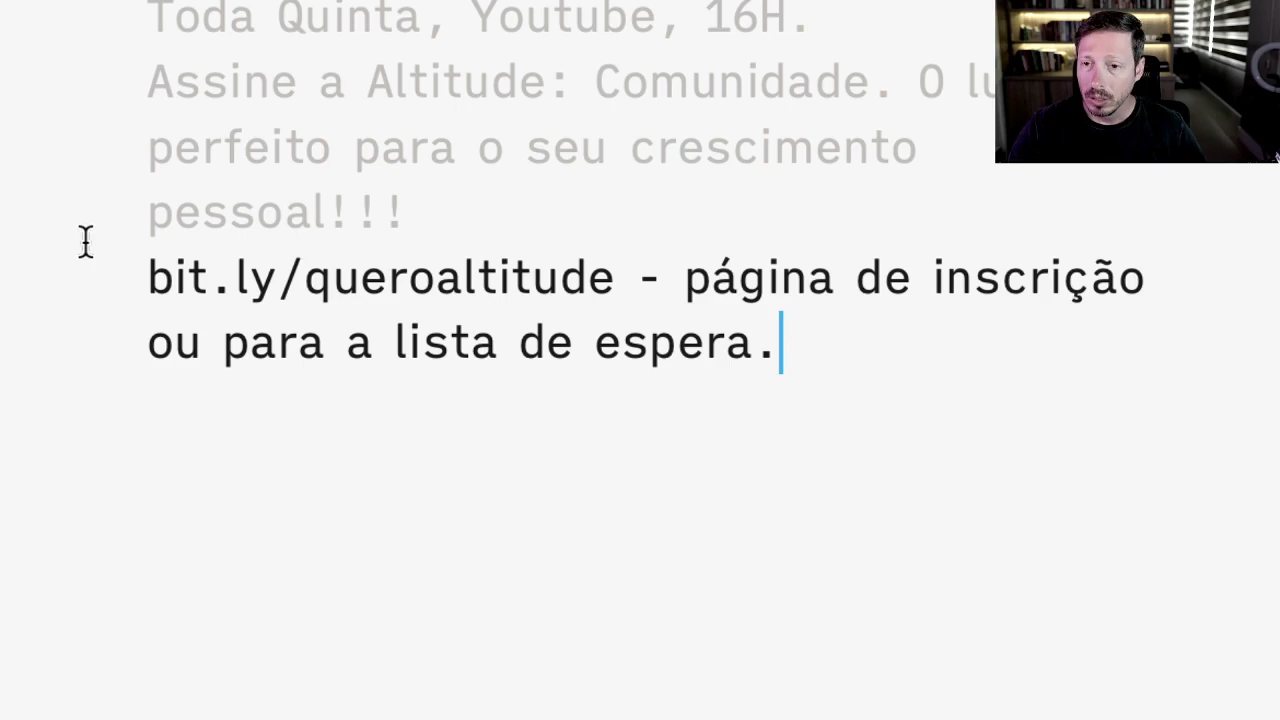 Toda Quinta, Youtube, 16H.
Assine a Altitude: Comunidade. O
perfeito para o seu crescimento
pessoal!!!
bit.ly/queroaltitude - página de inscrição
ou para a lista de espera.